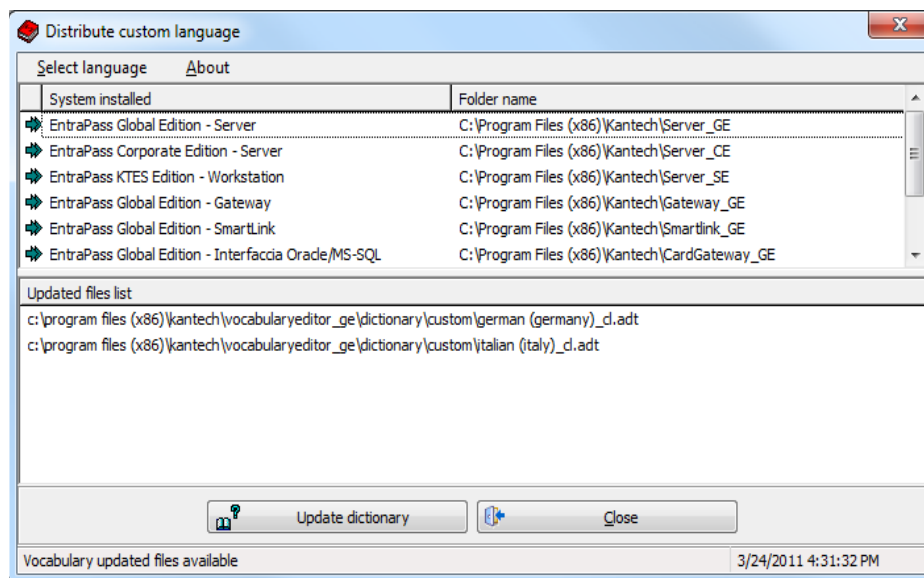 Distribute custom language
Select language About
System installed Folder name
EntraPass Global Edition - Server C:\Program Files (x86)\Kantech\Server_GE
EntraPass Corporate Edition - Server C:\Program Files (x86)\Kantech\Server_CE
EntraPass KTES Edition - Workstation C:\Program Files (x86)\Kantech\Server_SE
EntraPass Global Edition - Gateway C:\Program Files (x86)\Kantech\Gateway_GE
EntraPass Global Edition - SmartLink C:\Program Files (x86)\Kantech\Smartlink_GE
EntraPass Global Edition - Interfaccia Oracle/MS-SQL C:\Program Files (x86)\Kantech\CardGateway_GE
Updated files list
c:\program files (x86)\kantech\vocabularyeditor_ge\dictionary\custom\german (germany)_cl.adt
c:\program files (x86)\kantech\vocabularyeditor_ge\dictionary\custom\italian (italy)_cl.adt
Update dictionary Close
Vocabulary updated files available 3/24/2011 4:31:32 PM